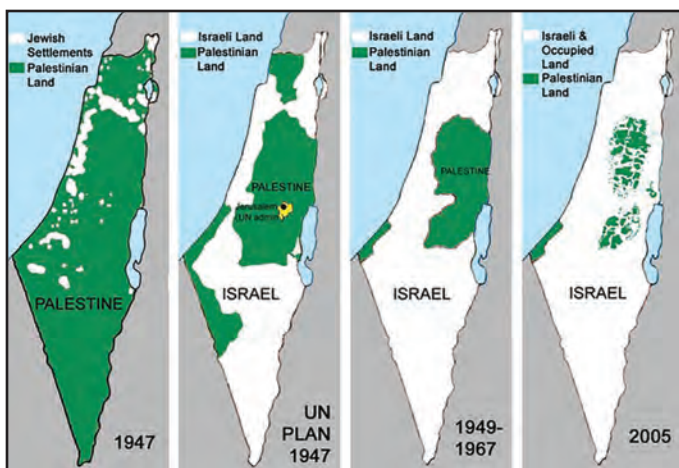 Jewish
Settlements
Palestinian
Land
PALESTINE
1947
Israeli Land
Palestinian
Land
PALESTINE
Jerusalem
(UN admin)
ISRAEL
UN
PLAN
1947
Israeli Land
Palestinian
Land
PALESTINE
ISRAEL
1949-
1967
Israeli &
Occupied
Land
Palestinian
Land
ISRAEL
2005